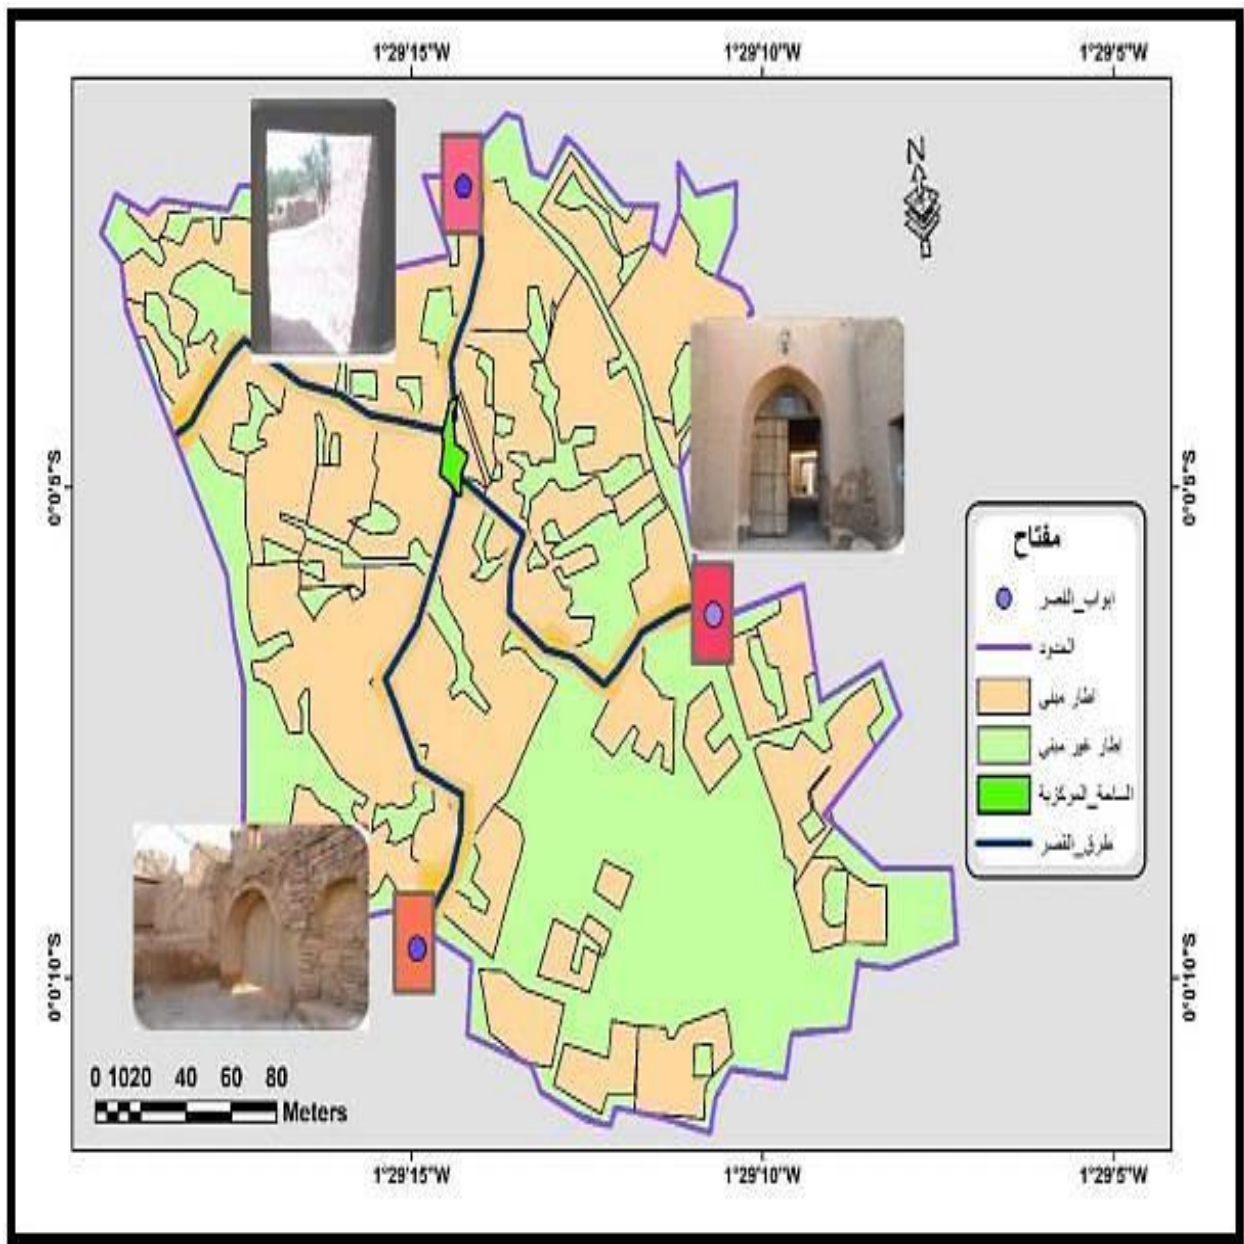 1°29'15"W 1°29'10"W 1°29'5"W
N
0°0'5"S 0°0'5"S
مفتاح
ابواب_القصر
الحدود
اطار مبني
اطار غير مبني
الساحة_المركزية
طرق_القصر
0°0'10"S 0°0'10"S
0 1020 40 60 80
Meters
1°29'15"W 1°29'10"W 1°29'5"W